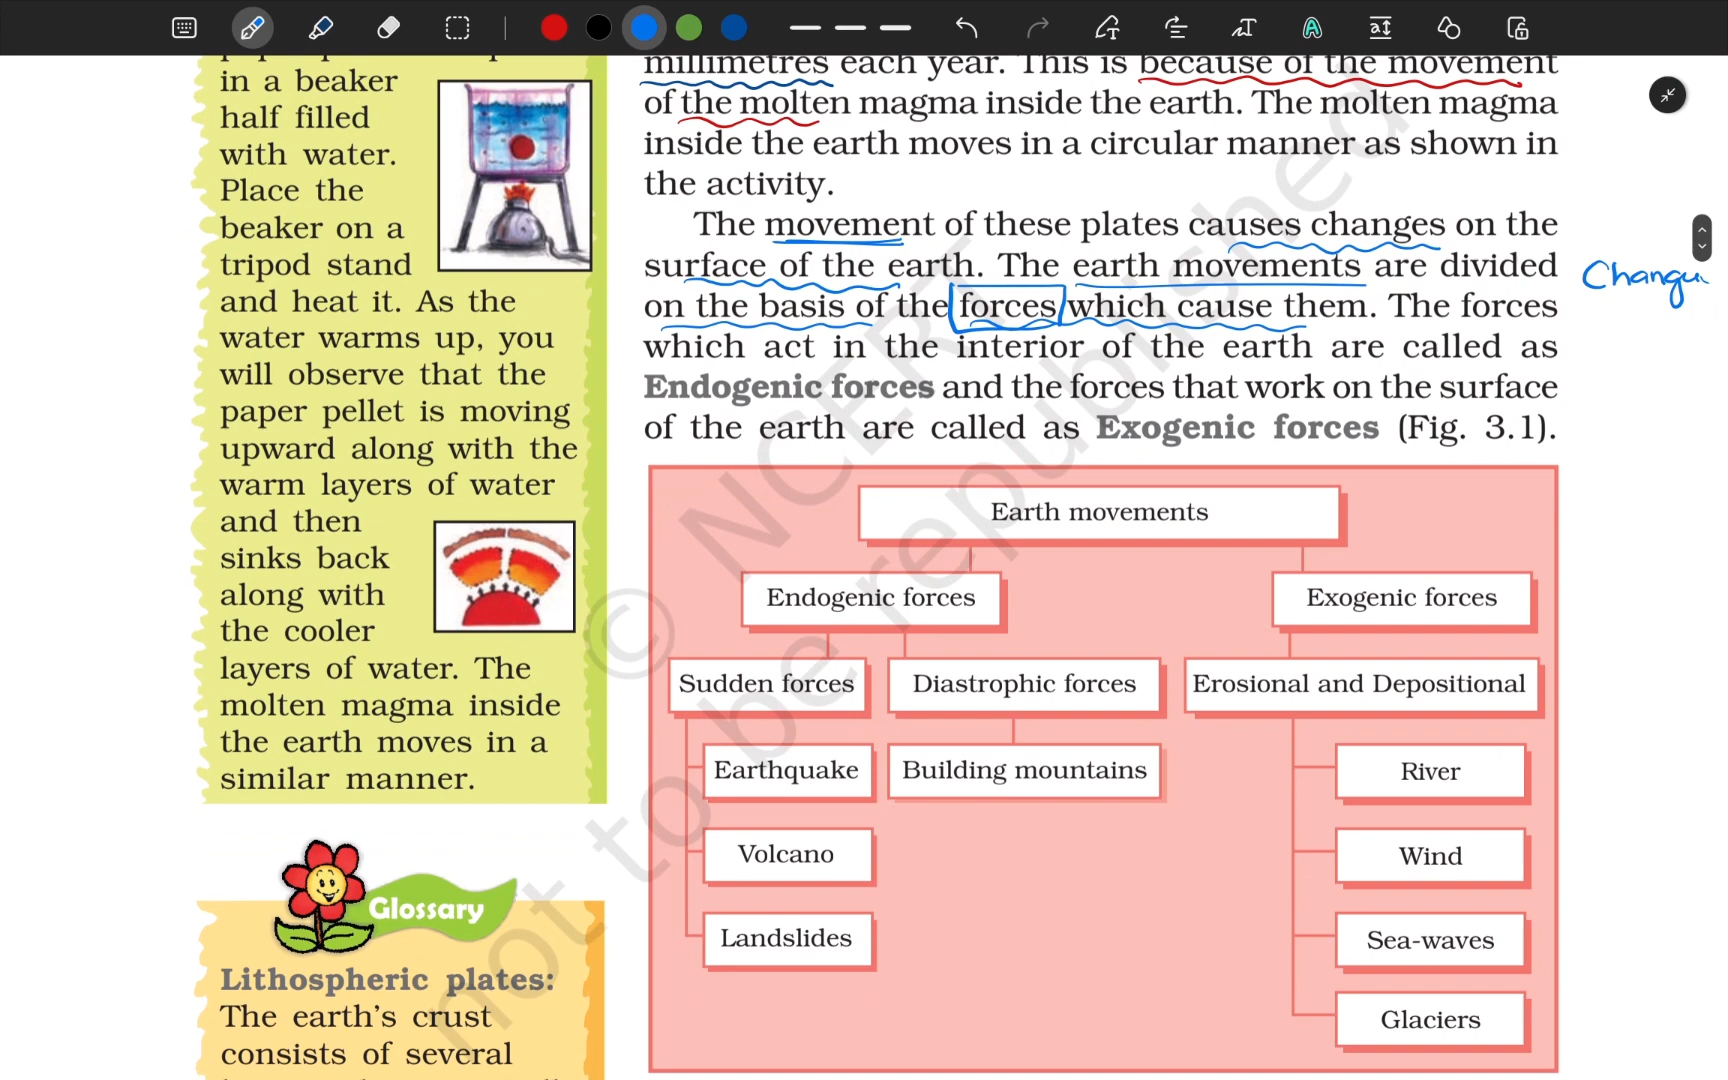 in a beaker
half filled
with water.
Place the
beaker on a
tripod stand
and heat it. As the
water warms up, you
will observe that the
paper pellet is moving
upward along with the
warm layers of water
and then
sinks back
along with
the cooler
layers of water. The
molten magma inside
the earth moves in a
similar manner.
Glossary
Lithospheric plates:
The earth's crust
consists of several
millimetres each year. This is because of the movement
of the molten magma inside the earth. The molten magma
inside the earth moves in a circular manner as shown in
the activity.
The movement of these plates causes changes on the
surface of the earth. The earth movements are divided
on the basis of the forces which cause them. The forces
which act in the interior of the earth are called as
Endogenic forces and the forces that work on the surface
of the earth are called as Exogenic forces (Fig. 3.1).
Earth movements
Endogenic forces
Exogenic forces
Sudden forces
Diastrophic forces
Erosional and Depositional
Earthquake
Building mountains
River
Volcano
Wind
Landslides
Sea-waves
Glaciers
© NCERT
not to be republished